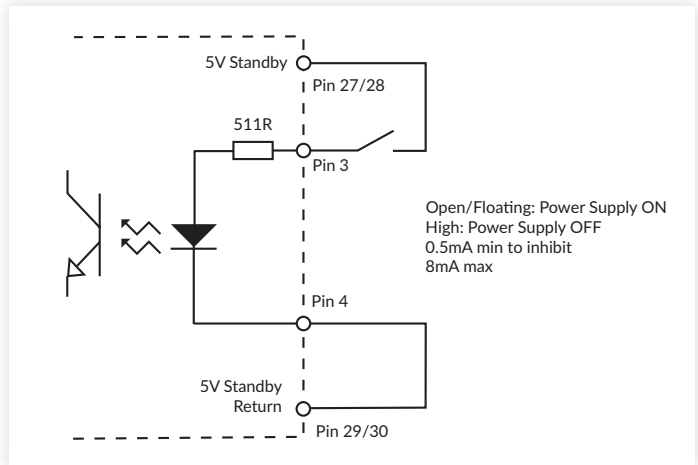 5V Standby
Pin 27/28
511R
Pin 3
Open/Floating: Power Supply ON
High: Power Supply OFF
0.5mA min to inhibit
8mA max
Pin 4
5V Standby
Return
Pin 29/30